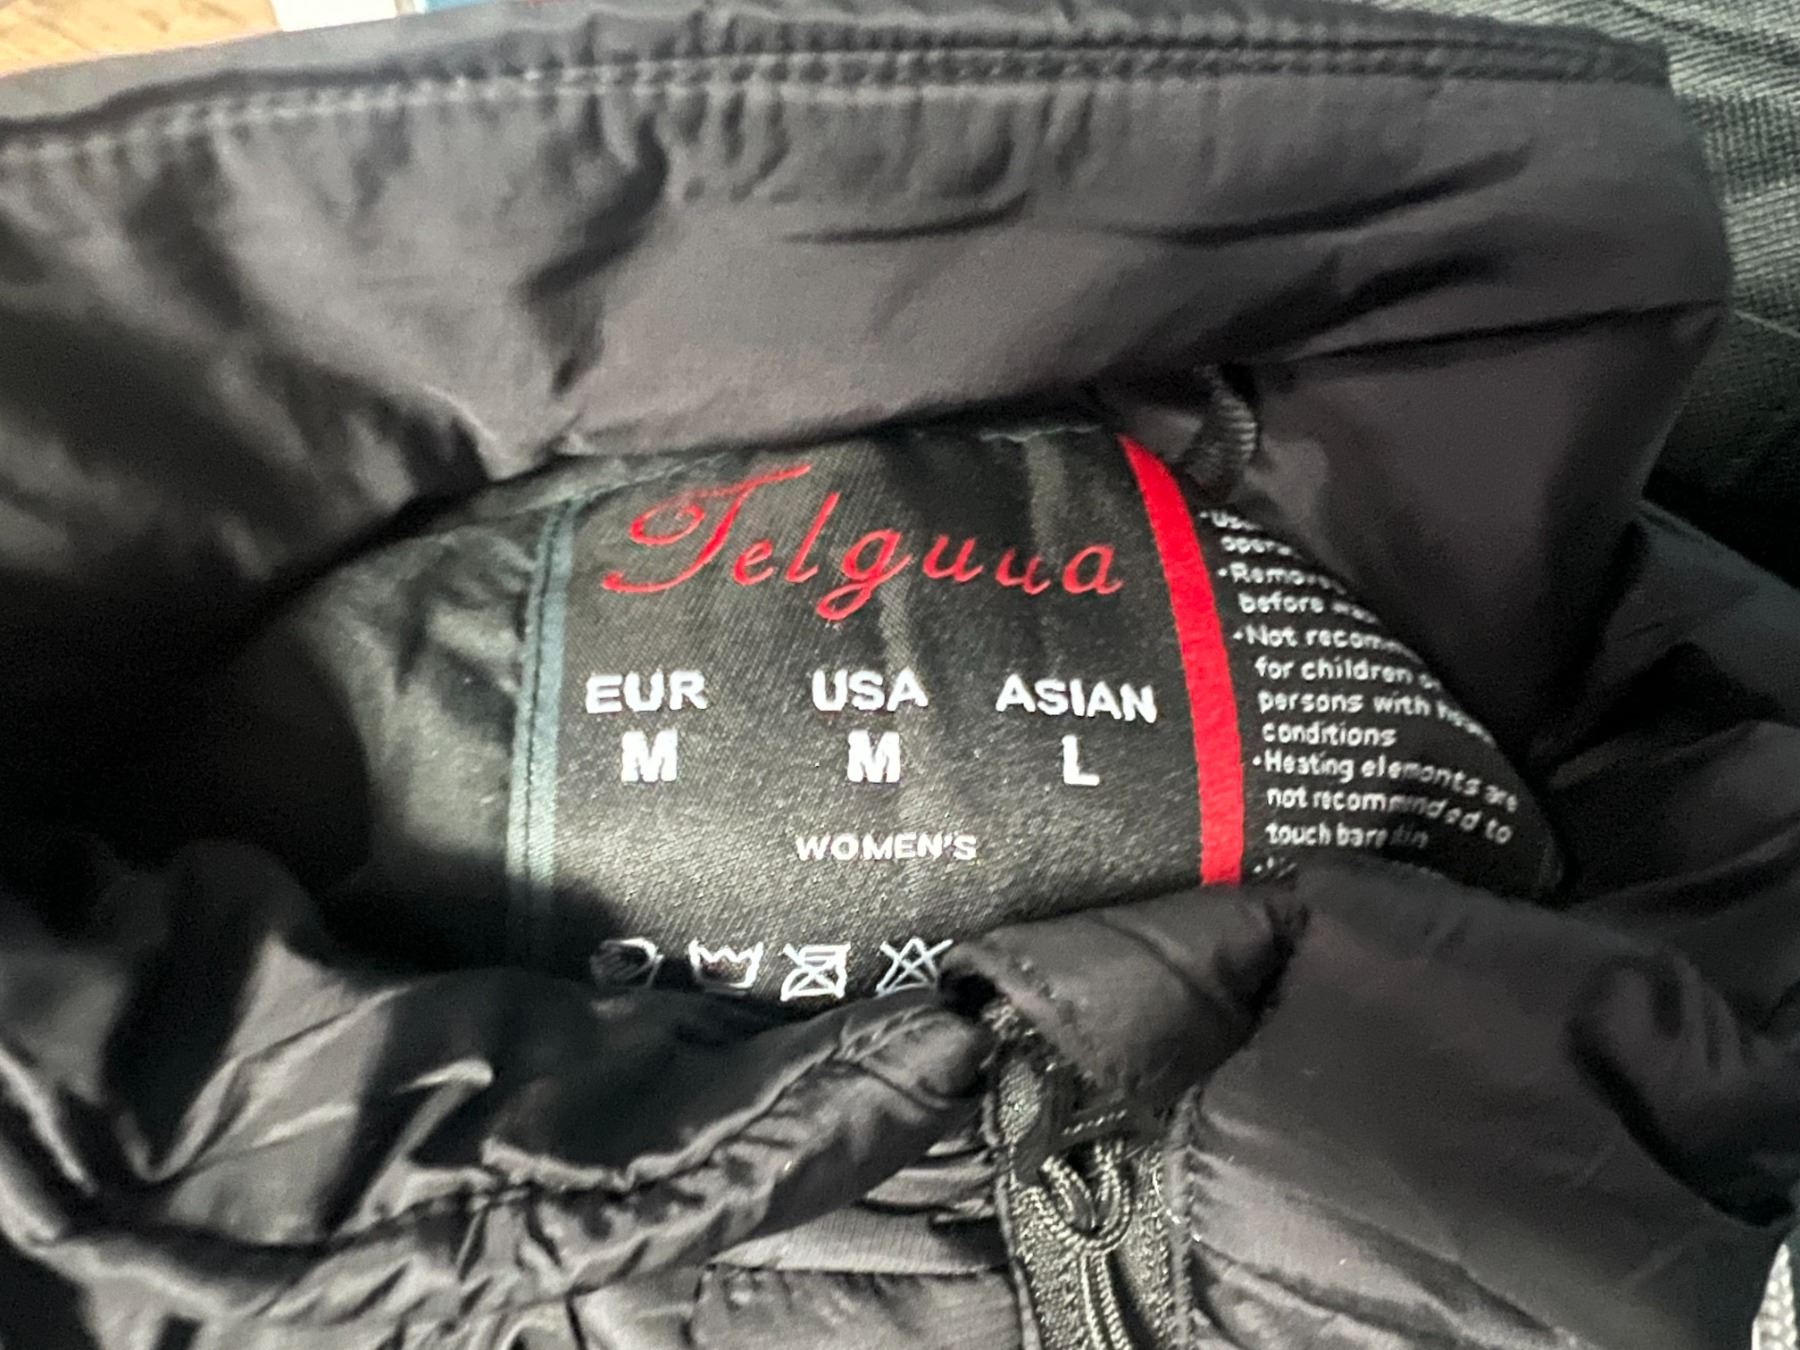 Telguua
EUR USA ASIAN
M M L
WOMEN'S
before
•Not
for children
persons with
conditions
•Heating elements are
not recommended to
touch bare